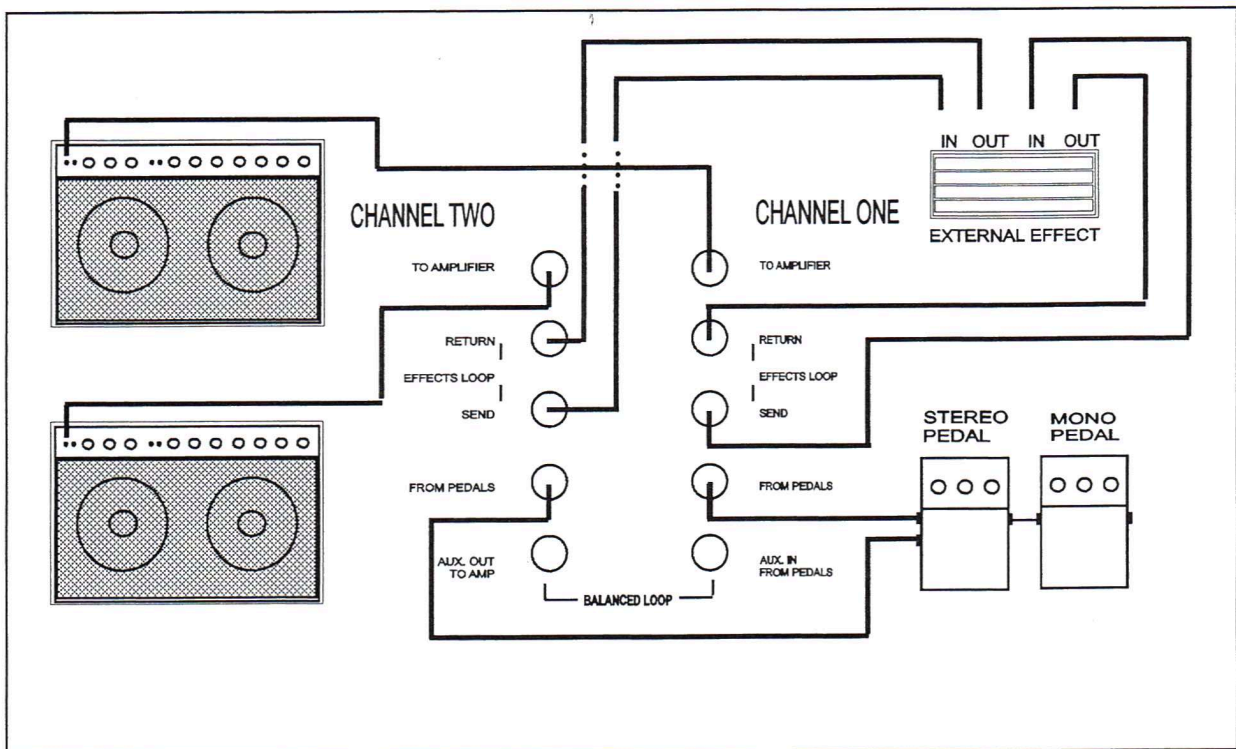 IN OUT IN OUT
EXTERNAL EFFECT
CHANNEL TWO
TO AMPLIFIER
RETURN
EFFECTS LOOP
SEND
FROM PEDALS
AUX. OUT
TO AMP
CHANNEL ONE
TO AMPLIFIER
RETURN
EFFECTS LOOP
SEND
FROM PEDALS
AUX. IN
FROM PEDALS
BALANCED LOOP
STEREO
PEDAL
MONO
PEDAL